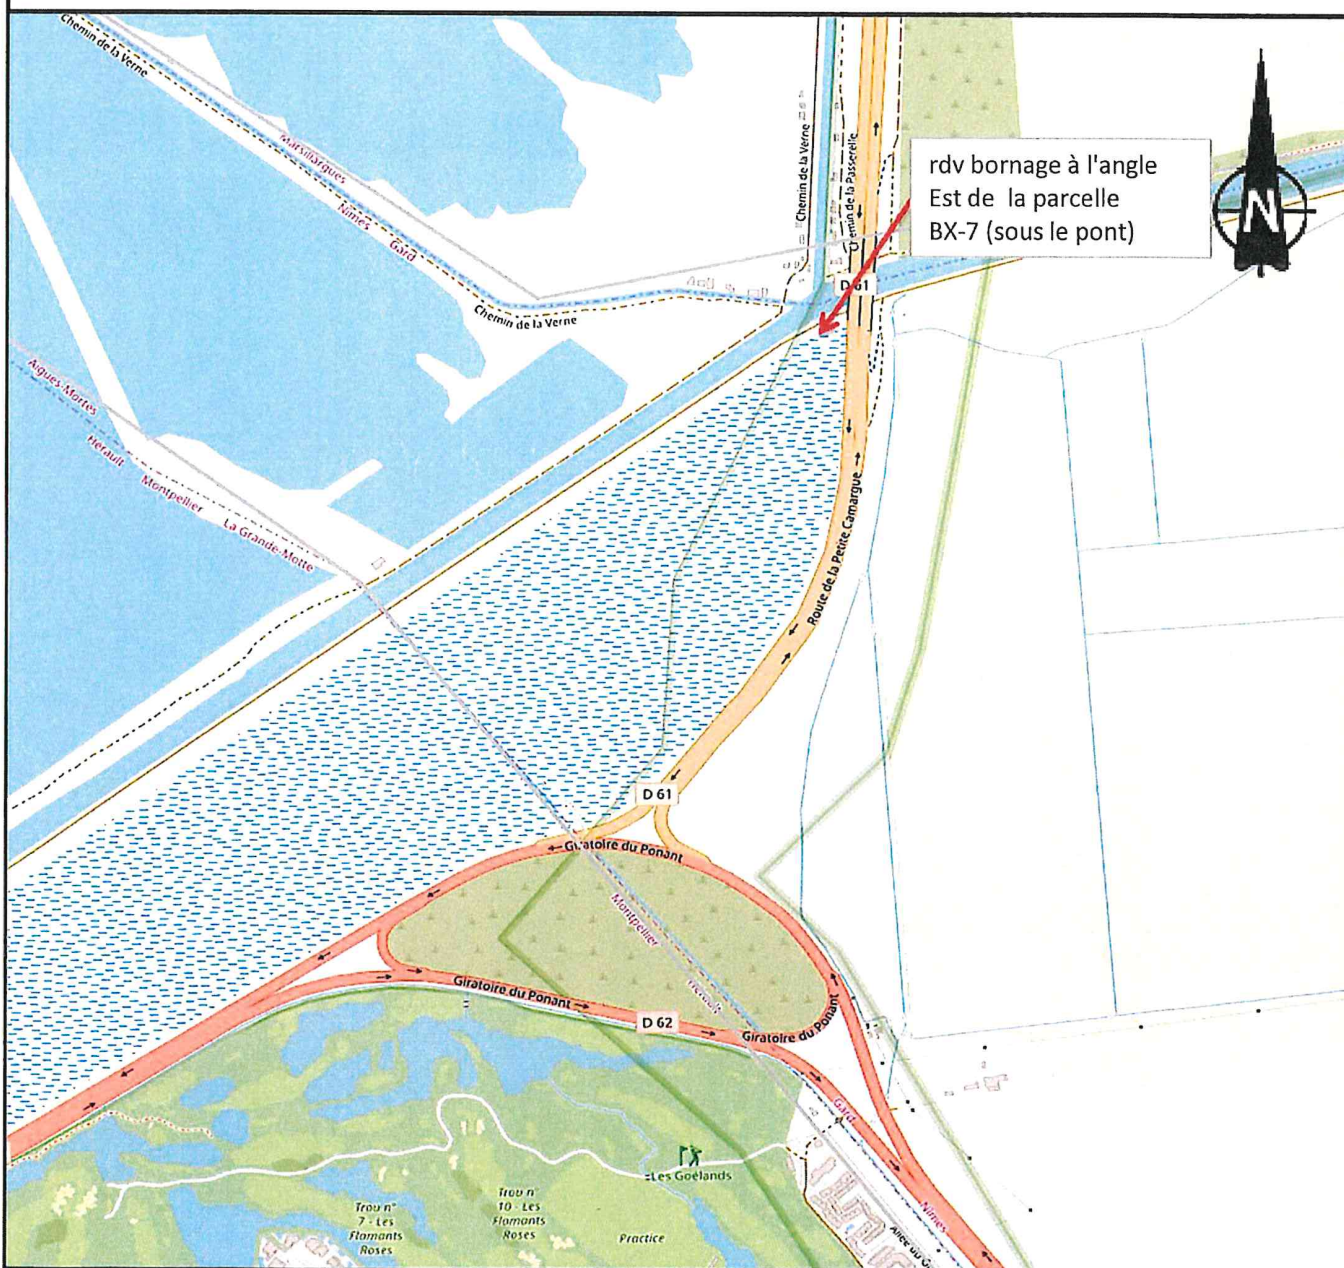 Chemin de la Verne
Marsillargues
Nîmes
Gard
Chemin de la Verne
Chemin de la Verne
Chemin de la Passerelle
rdv bornage à l'angle
Est de la parcelle
BX-7 (sous le pont)
N
D 61
Aigues-Mortes
Hérault
Montpellier
La Grande-Motte
Route de la Petite Camargue
D 61
Giratoire du Ponant
Montpellier
Hérault
Giratoire du Ponant
D 62
Giratoire du Ponant
Gard
Nîmes
Les Goélands
Trou n°
7 - Les
Flamants
Roses
Trou n°
10 - Les
Flamants
Roses
Practice
Allée du G
2